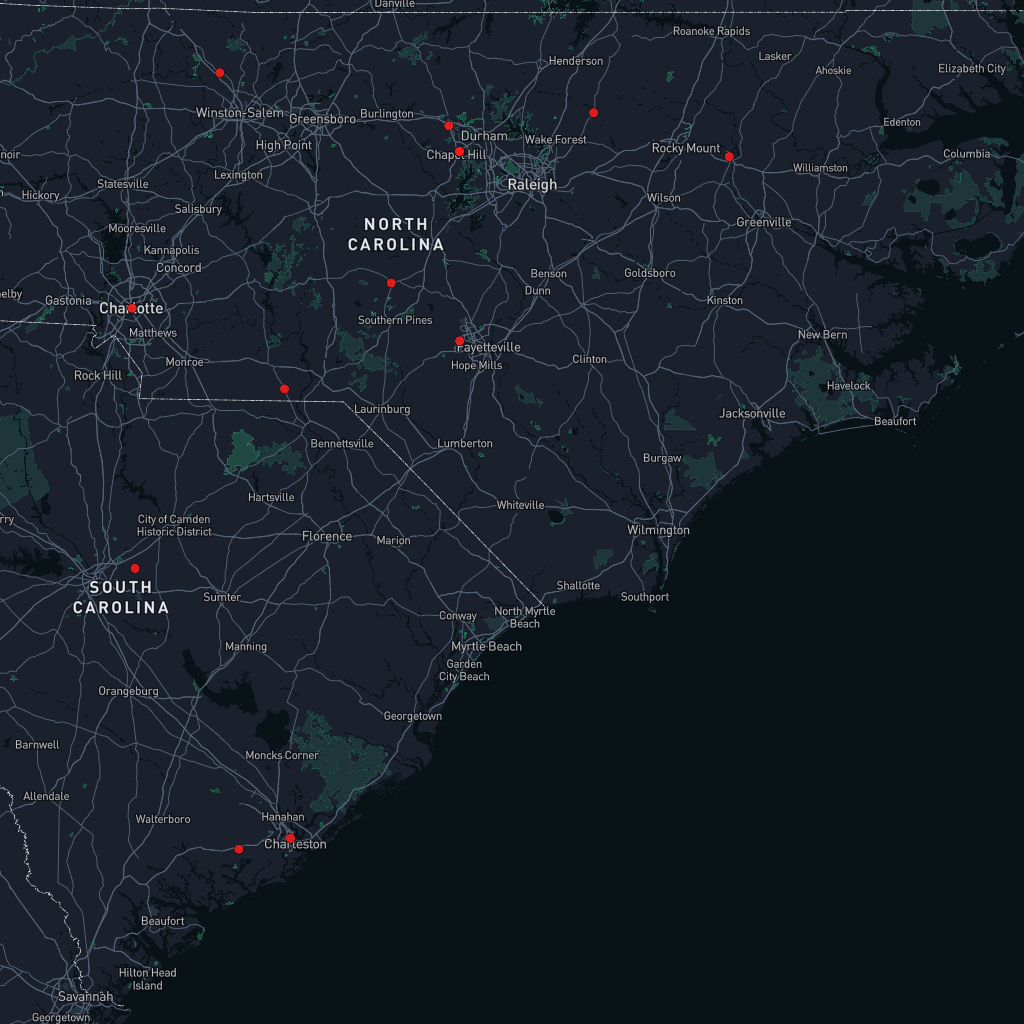 Danville
Roanoke Rapids
Henderson
Lasker
Ahoskie
Elizabeth City
Winston-Salem
Greensboro
Burlington
Edenton
Durham
Wake Forest
High Point
Chapel Hill
Rocky Mount
Columbia
Lexington
Williamston
Statesville
Raleigh
Hickory
Wilson
Salisbury
Mooresville
NORTH
CAROLINA
Greenville
Kannapolis
Concord
Benson
Goldsboro
Dunn
Gastonia
Charlotte
Kinston
Southern Pines
Matthews
New Bern
Fayetteville
Monroe
Hope Mills
Clinton
Rock Hill
Havelock
Laurinburg
Jacksonville
Beaufort
Bennettsville
Lumberton
Burgaw
Hartsville
Whiteville
City of Camden
Historic District
Florence
Marion
Wilmington
SOUTH
CAROLINA
Shallotte
Sumter
Southport
Conway
North Myrtle
Beach
Manning
Myrtle Beach
Garden
City Beach
Orangeburg
Georgetown
Barnwell
Moncks Corner
Allendale
Walterboro
Hanahan
Charleston
Beaufort
Hilton Head
Island
Savannah
Georgetown